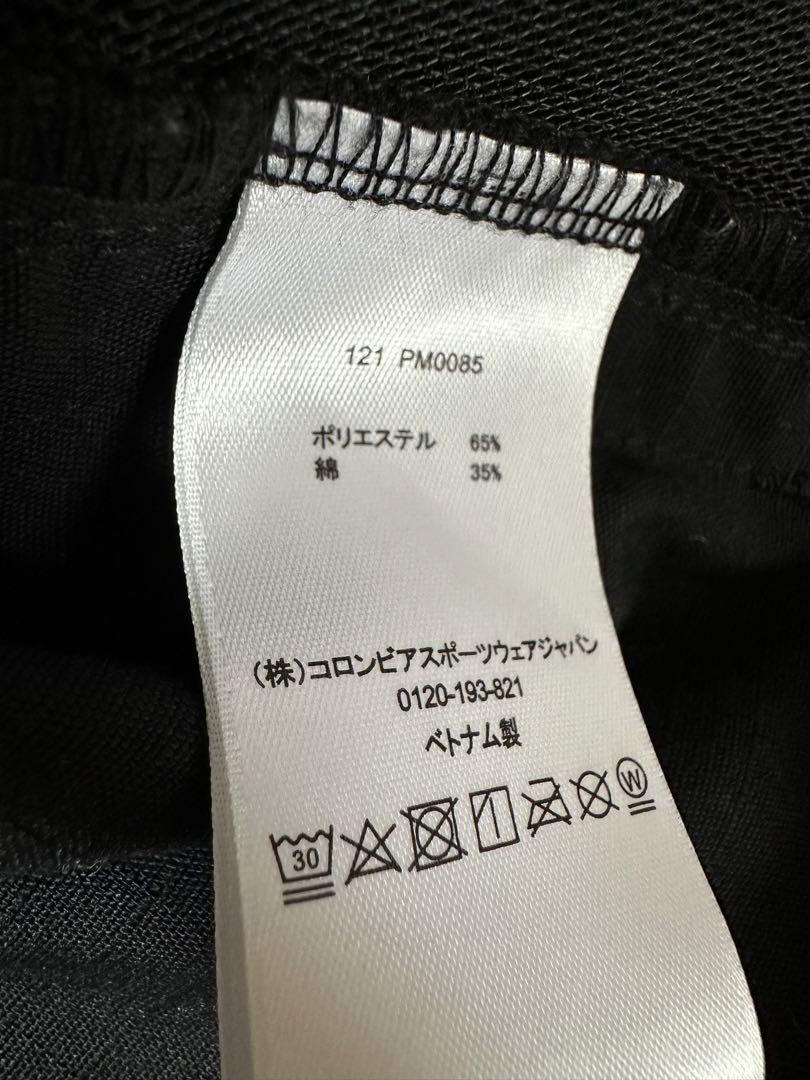 121 PM0085
ポリエステル 65%
綿 35%
(株)コロンビアスポーツウェアジャパン
0120-193-821
ベトナム製
30 W